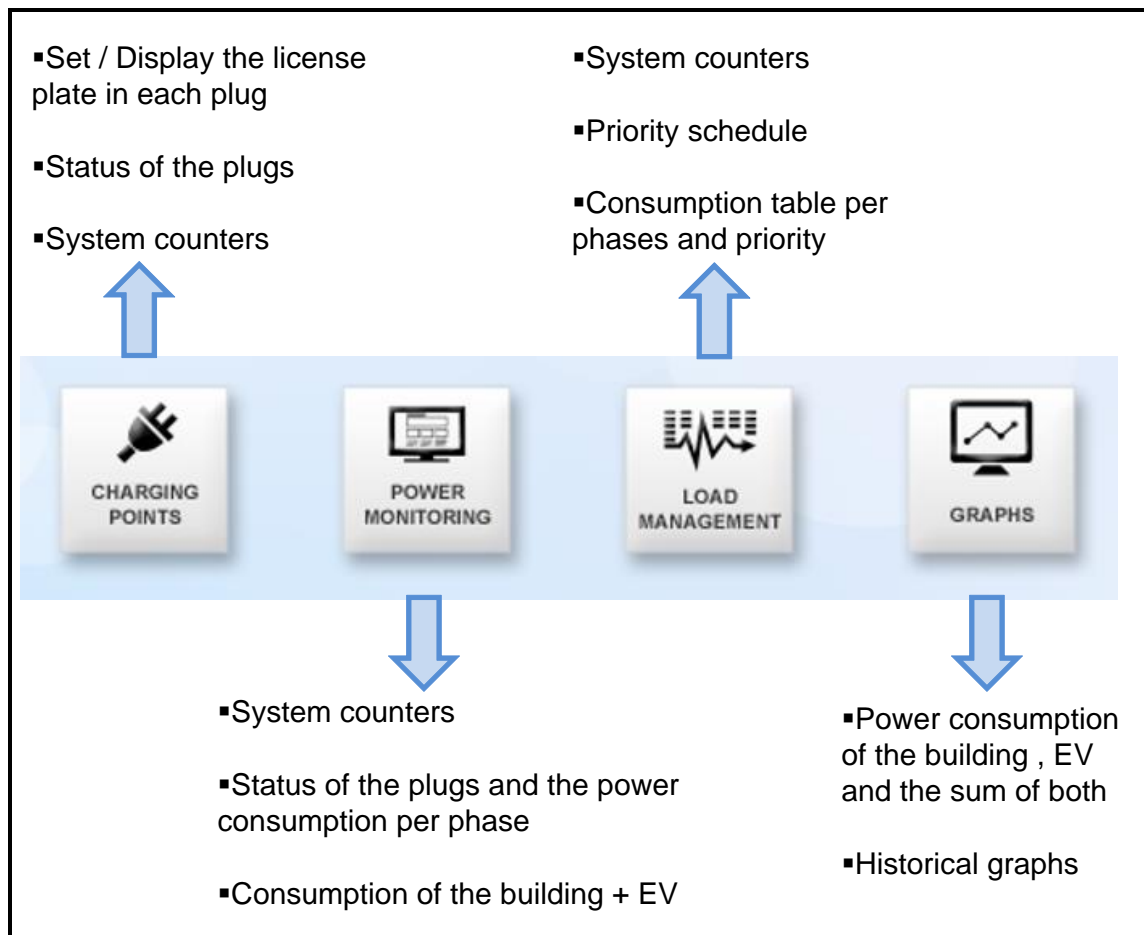 ▪Set / Display the license
plate in each plug
▪Status of the plugs
▪System counters
▪System counters
▪Priority schedule
▪Consumption table per
phases and priority
CHARGING
POINTS
POWER
MONITORING
LOAD
MANAGEMENT
GRAPHS
▪System counters
▪Status of the plugs and the power
consumption per phase
▪Consumption of the building + EV
▪Power consumption
of the building , EV
and the sum of both
▪Historical graphs